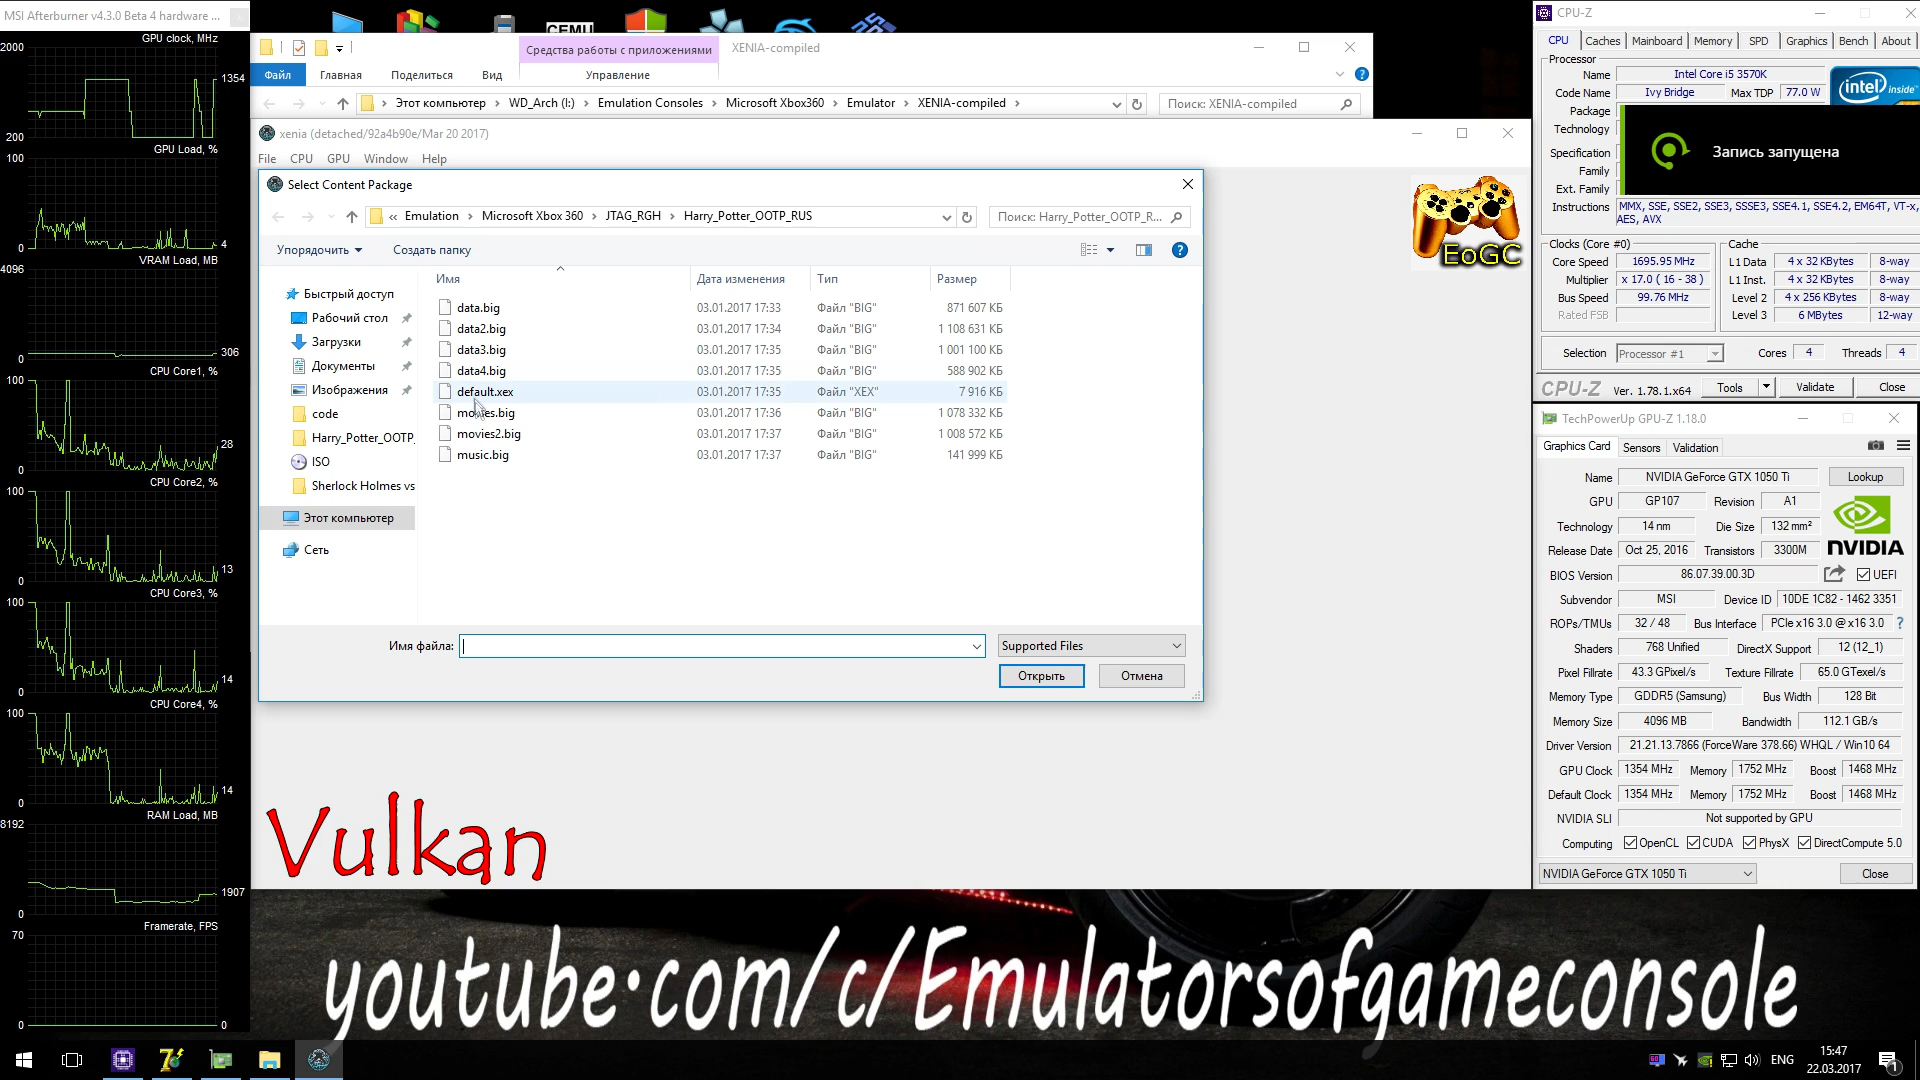 MSI Afterburner v4.3.0 Beta 4 hardware ...
GPU clock, MHz
2000
1354
200
GPU Load, %
100
4
0
VRAM Load, MB
4096
306
0
CPU Core1, %
100
28
0
CPU Core2, %
100
13
0
CPU Core3, %
100
14
0
CPU Core4, %
100
14
0
RAM Load, MB
8192
1907
0
Framerate, FPS
70
0
0
CEMU
Средства работы с приложениями
XENIA-compiled
Файл
Главная
Поделиться
Вид
Управление
Этот компьютер
WD_Arch (I:)
Emulation Consoles
Microsoft Xbox360
Emulator
XENIA-compiled
Поиск: XENIA-compiled
xenia (detached/92a4b90e/Mar 20 2017)
File CPU GPU Window Help
Select Content Package
« Emulation
Microsoft Xbox 360
JTAG_RGH
Harry_Potter_OOTP_RUS
Поиск: Harry_Potter_OOTP_R...
Упорядочить
Создать папку
Имя
Дата изменения
Тип
Размер
Быстрый доступ
Рабочий стол
Загрузки
Документы
Изображения
code
Harry_Potter_OOTP_
ISO
Sherlock Holmes vs
Этот компьютер
Сеть
data.big 03.01.2017 17:33 Файл "BIG" 871 607 КБ
data2.big 03.01.2017 17:34 Файл "BIG" 1 108 631 КБ
data3.big 03.01.2017 17:35 Файл "BIG" 1 001 100 КБ
data4.big 03.01.2017 17:35 Файл "BIG" 588 902 КБ
default.xex 03.01.2017 17:35 Файл "XEX" 7 916 КБ
movies.big 03.01.2017 17:36 Файл "BIG" 1 078 332 КБ
movies2.big 03.01.2017 17:37 Файл "BIG" 1 008 572 КБ
music.big 03.01.2017 17:37 Файл "BIG" 141 999 КБ
Имя файла:
Supported Files
Открыть
Отмена
EoGC
Vulkan
youtube.com/c/Emulatorsofgameconsole
CPU-Z
CPU Caches Mainboard Memory SPD Graphics Bench About
Processor
Name Intel Core i5 3570K
Code Name Ivy Bridge Max TDP 77.0 W
Package
Technology
Specification
Family
Ext. Family
Instructions MMX, SSE, SSE2, SSE3, SSSE3, SSE4.1, SSE4.2, EM64T, VT-x,
AES, AVX
intel inside
Запись запущена
Clocks (Core #0)
Core Speed 1695.95 MHz
Multiplier x 17.0 ( 16 - 38 )
Bus Speed 99.76 MHz
Rated FSB
Cache
L1 Data 4 x 32 KBytes 8-way
L1 Inst. 4 x 32 KBytes 8-way
Level 2 4 x 256 KBytes 8-way
Level 3 6 MBytes 12-way
Selection Processor #1 Cores 4 Threads 4
CPU-Z Ver. 1.78.1.x64 Tools Validate Close
TechPowerUp GPU-Z 1.18.0
Graphics Card Sensors Validation
Name NVIDIA GeForce GTX 1050 Ti Lookup
GPU GP107 Revision A1
Technology 14 nm Die Size 132 mm²
Release Date Oct 25, 2016 Transistors 3300M
NVIDIA
BIOS Version 86.07.39.00.3D UEFI
Subvendor MSI Device ID 10DE 1C82 - 1462 3351
ROPs/TMUs 32 / 48 Bus Interface PCIe x16 3.0 @ x16 3.0 ?
Shaders 768 Unified DirectX Support 12 (12_1)
Pixel Fillrate 43.3 GPixel/s Texture Fillrate 65.0 GTexel/s
Memory Type GDDR5 (Samsung) Bus Width 128 Bit
Memory Size 4096 MB Bandwidth 112.1 GB/s
Driver Version 21.21.13.7866 (ForceWare 378.66) WHQL / Win10 64
GPU Clock 1354 MHz Memory 1752 MHz Boost 1468 MHz
Default Clock 1354 MHz Memory 1752 MHz Boost 1468 MHz
NVIDIA SLI Not supported by GPU
Computing OpenCL CUDA PhysX DirectCompute 5.0
NVIDIA GeForce GTX 1050 Ti Close
ENG
15:47
22.03.2017
1